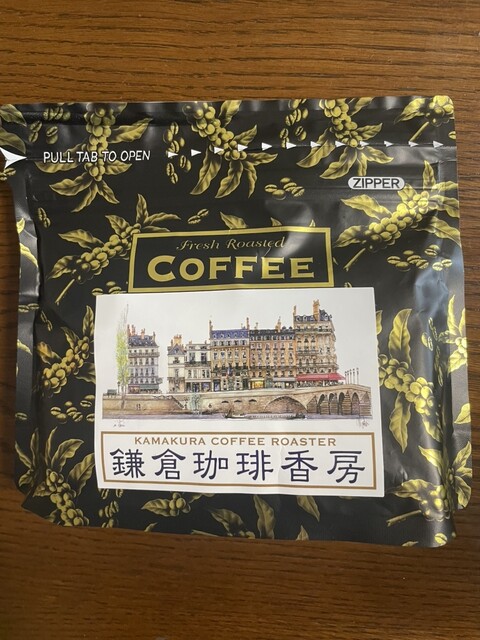 PULL TAB TO OPEN
ZIPPER
Fresh Roasted
COFFEE
KAMAKURA COFFEE ROASTER
鎌倉珈琲香房